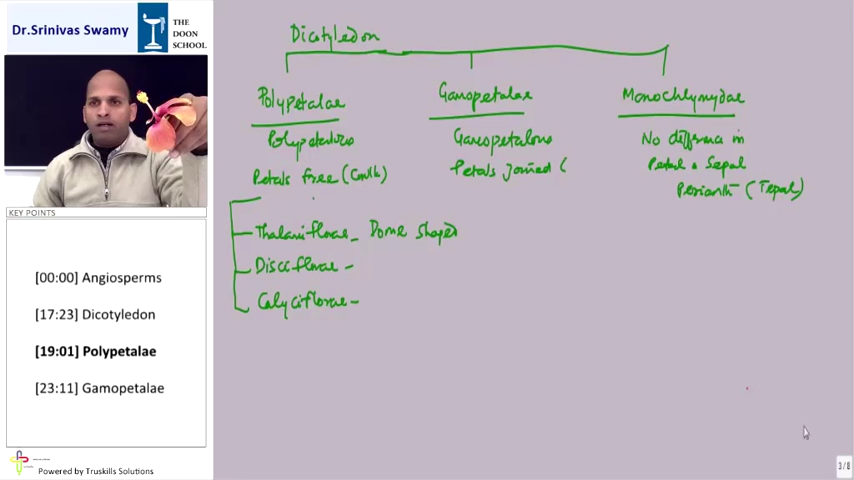 Dr.Srinivas Swamy
THE
DOON
SCHOOL
KEY POINTS
[00:00] Angiosperms
[17:23] Dicotyledon
[19:01] Polypetalae
[23:11] Gamopetalae
Powered by Truskills Solutions
Dicotyledon
Polypetalae
Gamopetalae
Monochlymydae
Polypetalous
Gamopetalous
No difference in
Petals free (
Petals Joined (
Petal & Sepal
Perianth (Tepal)
Thalamiflorae - Dome shaped
Disciflorae -
Calyciflorae -
3/8